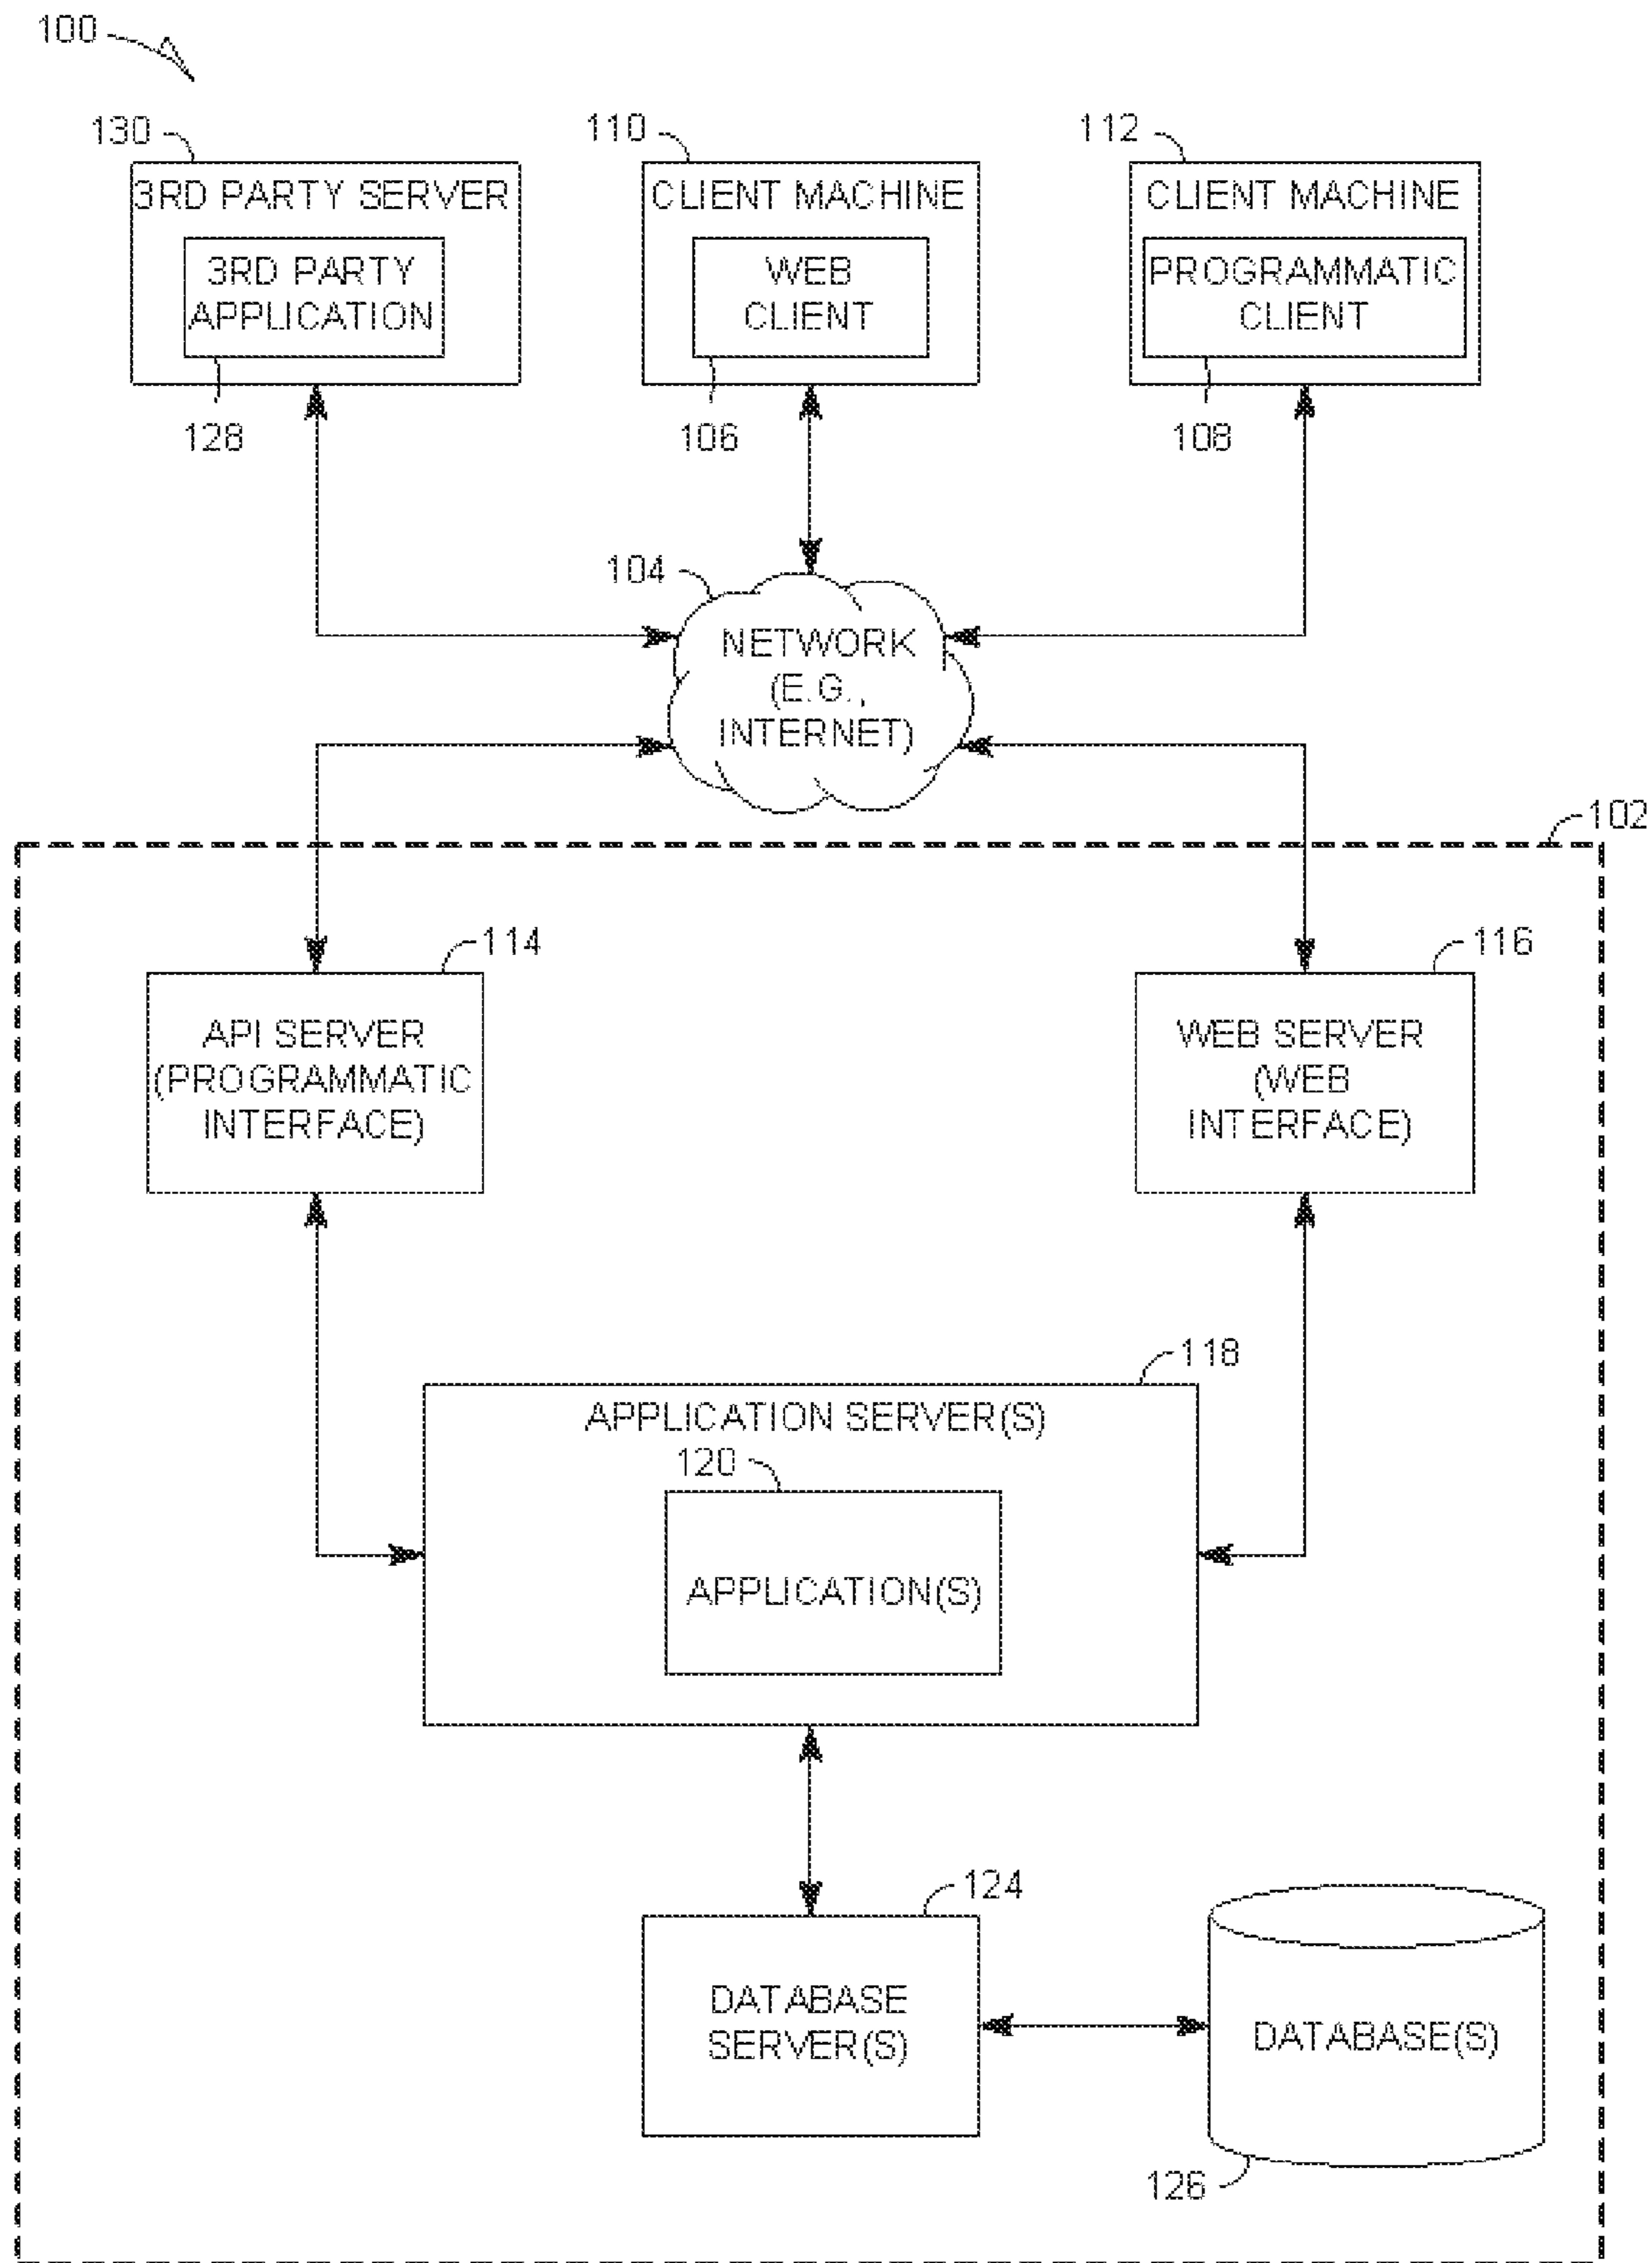 100
130
110
112
3RD PARTY SERVER
CLIENT MACHINE
CLIENT MACHINE
3RD PARTY
APPLICATION
WEB
CLIENT
PROGRAMMATIC
CLIENT
128
106
108
104
NETWORK
(E.G.,
INTERNET)
102
114
116
API SERVER
(PROGRAMMATIC
INTERFACE)
WEB SERVER
(WEB
INTERFACE)
118
APPLICATION SERVER(S)
120
APPLICATION(S)
124
DATABASE
SERVER(S)
DATABASE(S)
126